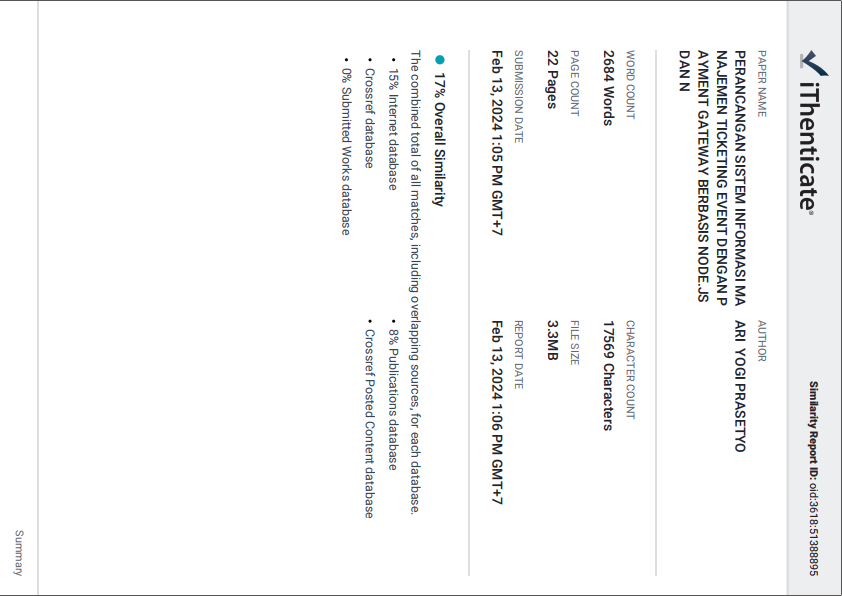 iThenticate®
Similarity Report ID: oid:3618:51388895
PAPER NAME
PERANCANGAN SISTEM INFORMASI MA
NAJEMEN TICKETING EVENT DENGAN P
AYMENT GATEWAY BERBASIS NODE.JS
DAN N
AUTHOR
ARI YOGI PRASETYO
WORD COUNT
2684 Words
CHARACTER COUNT
17569 Characters
PAGE COUNT
22 Pages
FILE SIZE
3.3MB
SUBMISSION DATE
Feb 13, 2024 1:05 PM GMT+7
REPORT DATE
Feb 13, 2024 1:06 PM GMT+7
● 17% Overall Similarity
The combined total of all matches, including overlapping sources, for each database.
• 15% Internet database
• 8% Publications database
• Crossref database
• Crossref Posted Content database
• 0% Submitted Works database
Summary